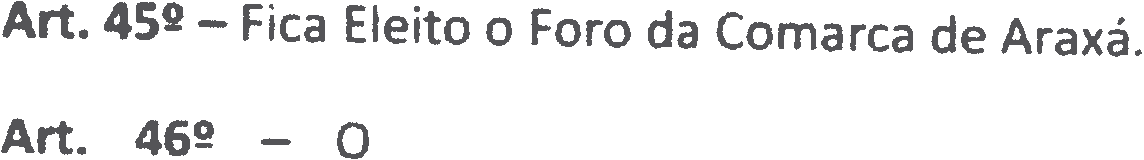 Art. 45º – Fica Eleito o Foro da Comarca de Araxá.
Art. 46º – O